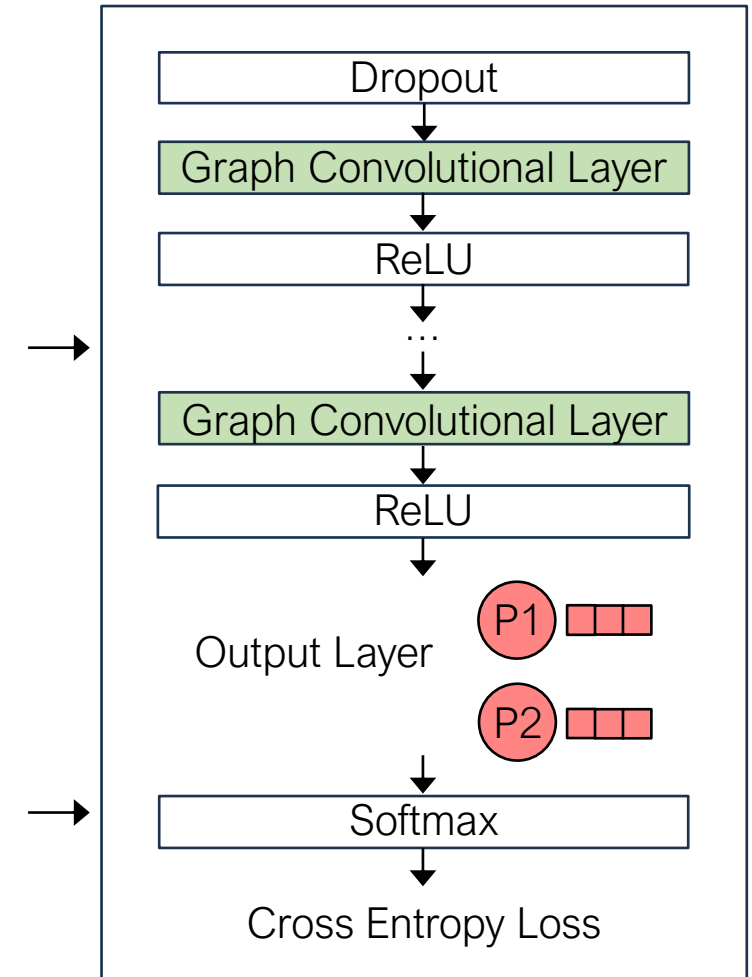 Dropout
Graph Convolutional Layer
ReLU
...
Graph Convolutional Layer
ReLU
P1
Output Layer
P2
Softmax
Cross Entropy Loss